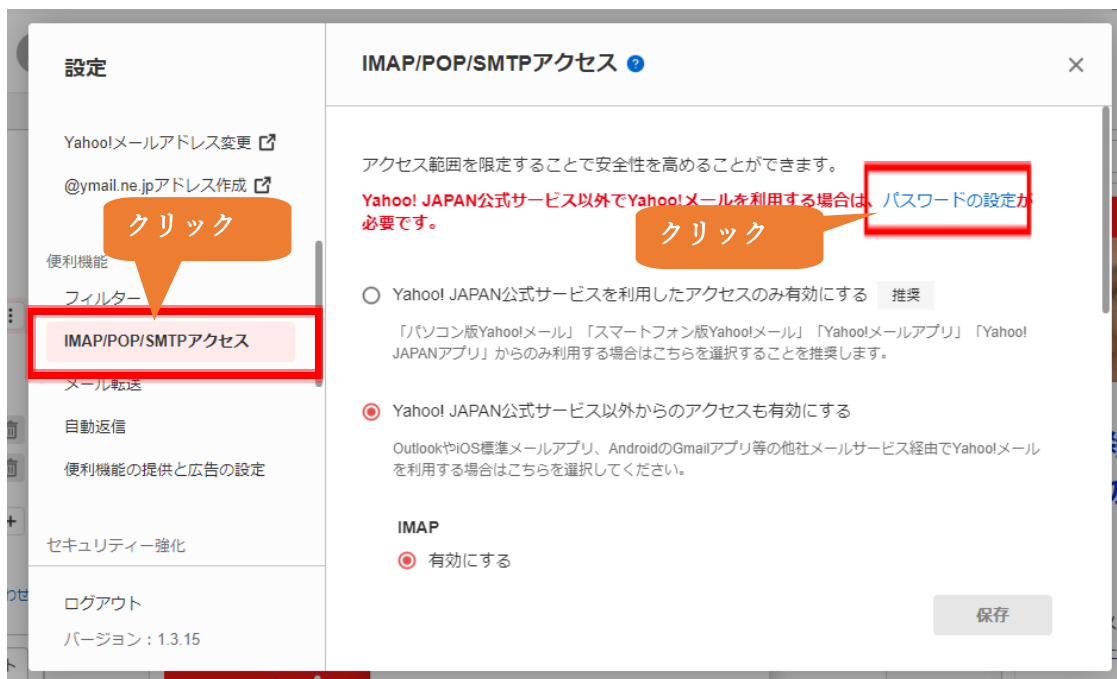 設定
Yahoo!メールアドレス変更
@ymail.ne.jpアドレス作成
クリック
便利機能
フィルター
IMAP/POP/SMTPアクセス
メール転送
自動返信
便利機能の提供と広告の設定
セキュリティー強化
ログアウト
バージョン：1.3.15
IMAP/POP/SMTPアクセス ?
アクセス範囲を限定することで安全性を高めることができます。
Yahoo! JAPAN公式サービス以外でYahoo!メールを利用する場合は、パスワードの設定が
必要です。
クリック
Yahoo! JAPAN公式サービスを利用したアクセスのみ有効にする 推奨
「パソコン版Yahoo!メール」「スマートフォン版Yahoo!メール」「Yahoo!メールアプリ」「Yahoo!
JAPANアプリ」からのみ利用する場合はこちらを選択することを推奨します。
Yahoo! JAPAN公式サービス以外からのアクセスも有効にする
OutlookやiOS標準メールアプリ、AndroidのGmailアプリ等の他社メールサービス経由でYahoo!メール
を利用する場合はこちらを選択してください。
IMAP
有効にする
保存